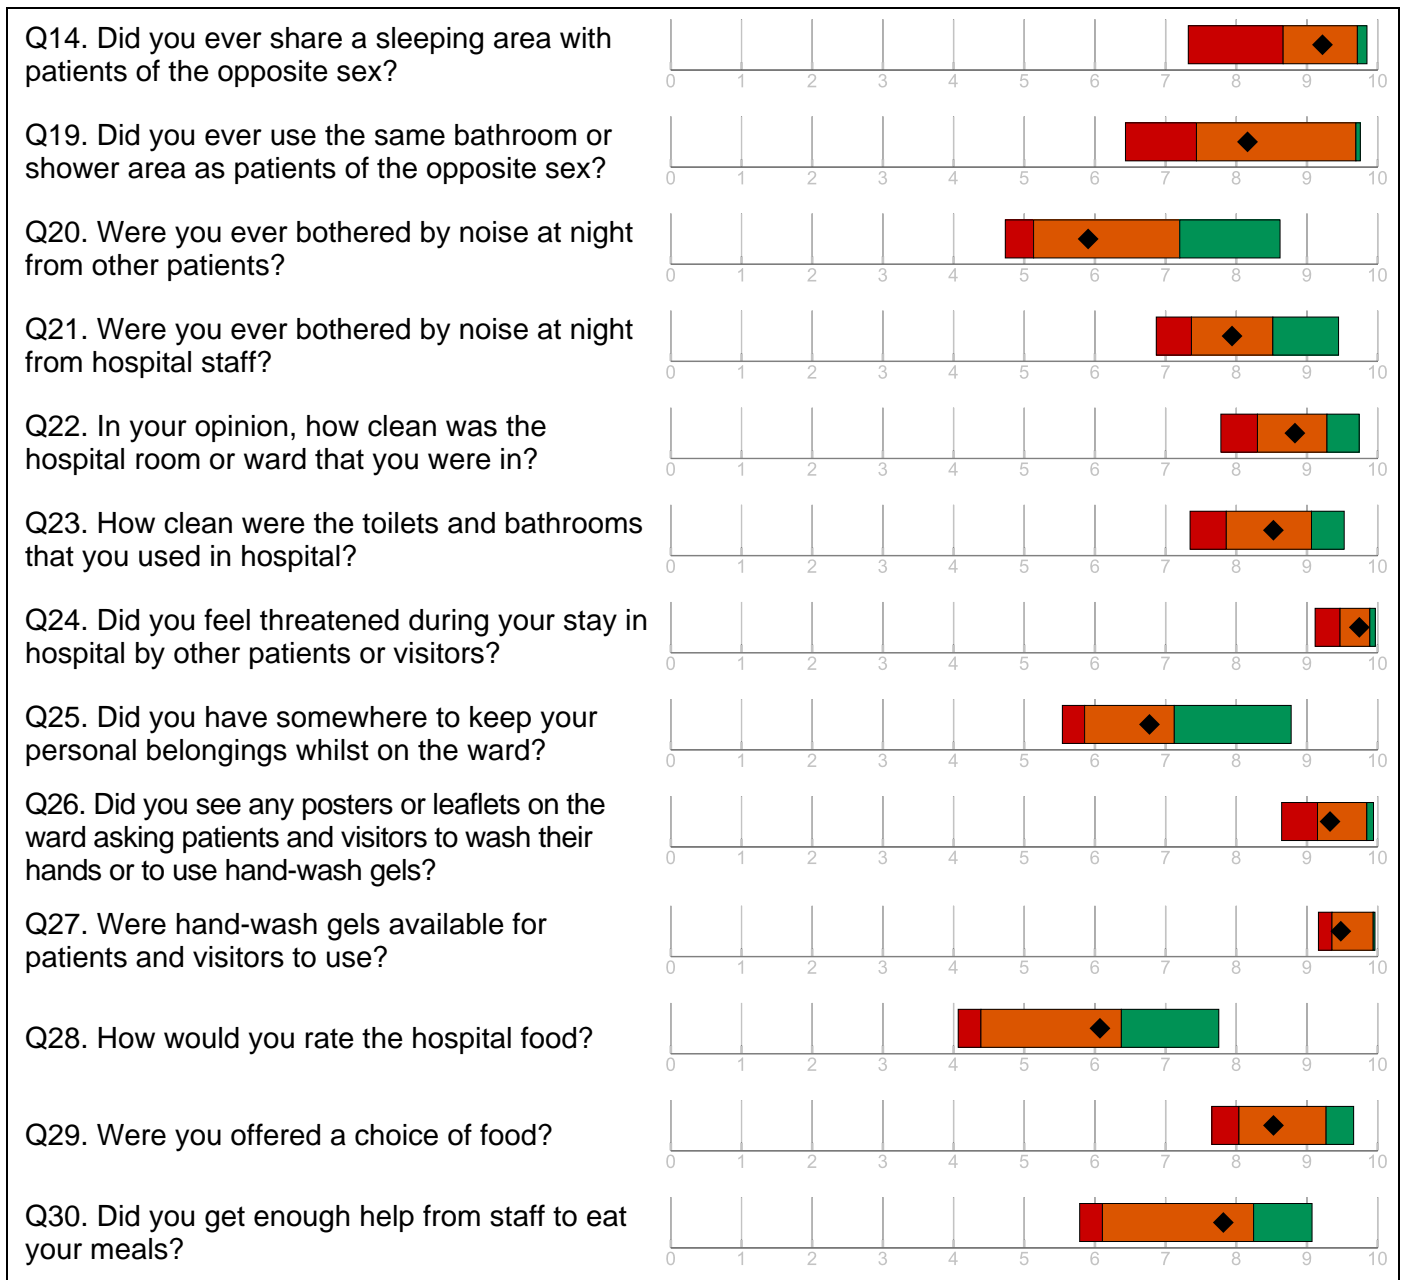 Q14. Did you ever share a sleeping area with
patients of the opposite sex?
0 1 2 3 4 5 6 7 8 9 10
Q19. Did you ever use the same bathroom or
shower area as patients of the opposite sex?
0 1 2 3 4 5 6 7 8 9 10
Q20. Were you ever bothered by noise at night
from other patients?
0 1 2 3 4 5 6 7 8 9 10
Q21. Were you ever bothered by noise at night
from hospital staff?
0 1 2 3 4 5 6 7 8 9 10
Q22. In your opinion, how clean was the
hospital room or ward that you were in?
0 1 2 3 4 5 6 7 8 9 10
Q23. How clean were the toilets and bathrooms
that you used in hospital?
0 1 2 3 4 5 6 7 8 9 10
Q24. Did you feel threatened during your stay in
hospital by other patients or visitors?
0 1 2 3 4 5 6 7 8 9 10
Q25. Did you have somewhere to keep your
personal belongings whilst on the ward?
0 1 2 3 4 5 6 7 8 9 10
Q26. Did you see any posters or leaflets on the
ward asking patients and visitors to wash their
hands or to use hand-wash gels?
0 1 2 3 4 5 6 7 8 9 10
Q27. Were hand-wash gels available for
patients and visitors to use?
0 1 2 3 4 5 6 7 8 9 10
Q28. How would you rate the hospital food?
0 1 2 3 4 5 6 7 8 9 10
Q29. Were you offered a choice of food?
0 1 2 3 4 5 6 7 8 9 10
Q30. Did you get enough help from staff to eat
your meals?
0 1 2 3 4 5 6 7 8 9 10